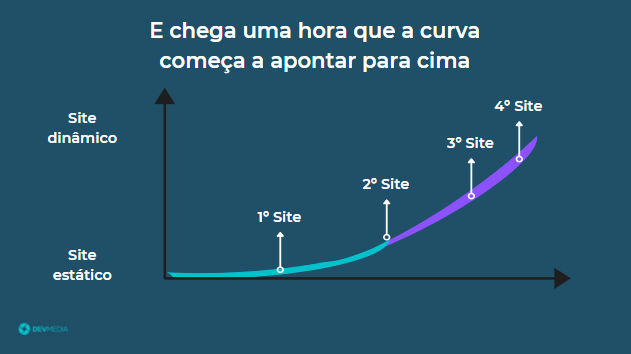 E chega uma hora que a curva
começa a apontar para cima
Site
dinâmico
4º Site
3º Site
2º Site
1º Site
Site
estático
DEVMEDIA